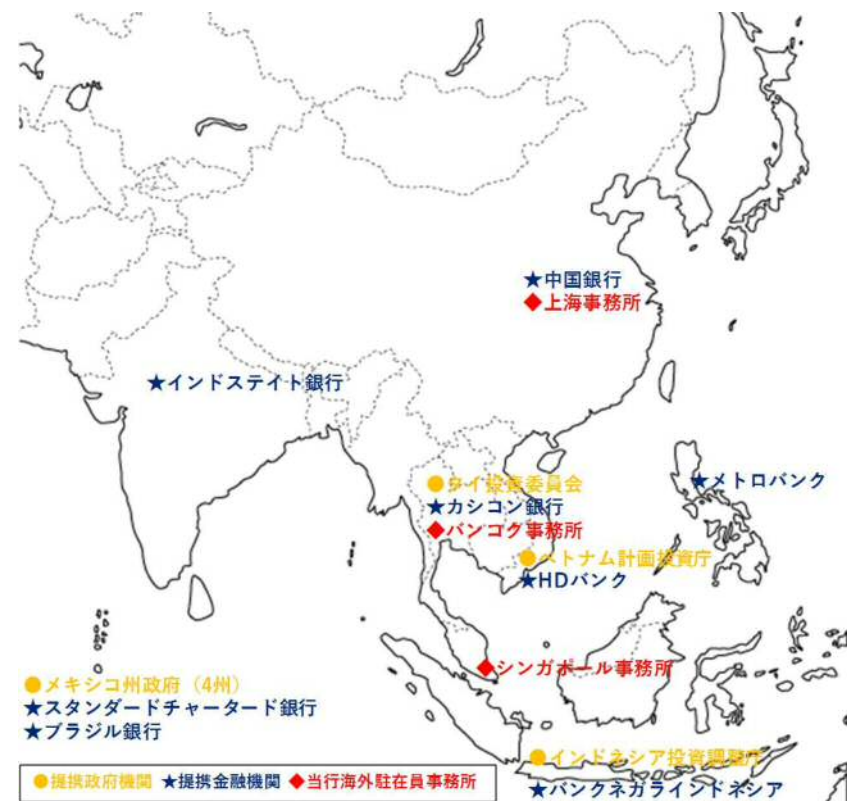 ★中国銀行
◆上海事務所
★インドステイト銀行
●タイ投資委員会
★カシコン銀行
◆バンコク事務所
★メトロバンク
●ベトナム計画投資庁
★HDバンク
◆シンガポール事務所
●メキシコ州政府（4州）
★スタンダードチャータード銀行
★ブラジル銀行
●インドネシア投資調整庁
★バンクネガラインドネシア
●提携政府機関 ★提携金融機関 ◆当行海外駐在員事務所